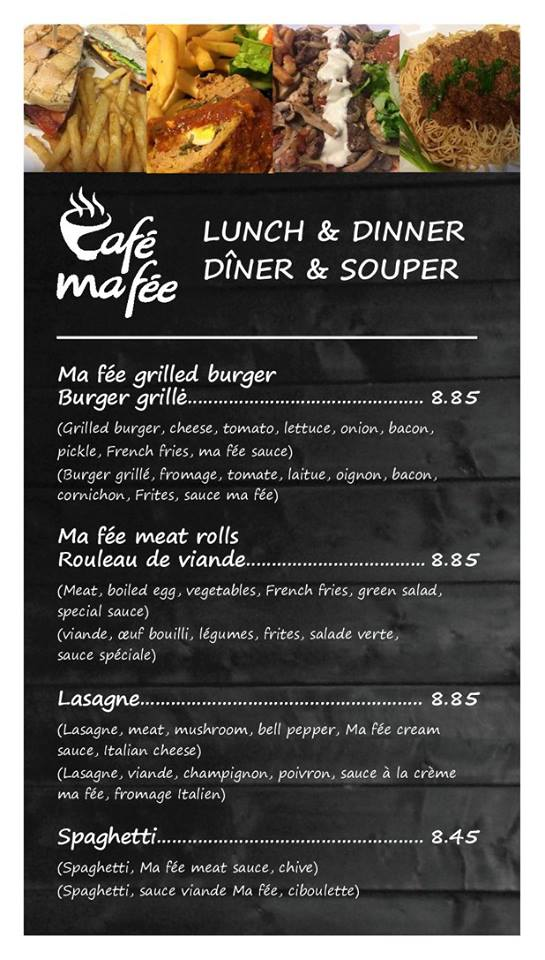 Café
ma fée
LUNCH & DINNER
DÎNER & SOUPER
Ma fée grilled burger
Burger grillė............................................. 8.85
(Grilled burger, cheese, tomato, lettuce, onion, bacon,
pickle, French fries, ma fée sauce)
(Burger grillé, fromage, tomate, laitue, oignon, bacon,
cornichon, Frites, sauce ma fée)
Ma fée meat rolls
Rouleau de viande.................................. 8.85
(Meat, boiled egg, vegetables, French fries, green salad,
special sauce)
(viande, œuf bouilli, légumes, frites, salade verte,
sauce spéciale)
Lasagne...................................................... 8.85
(Lasagne, meat, mushroom, bell pepper, Ma fée cream
sauce, Italian cheese)
(Lasagne, viande, champignon, poivron, sauce à la crème
ma fée, fromage Italien)
Spaghetti................................................... 8.45
(Spaghetti, Ma fée meat sauce, chive)
(Spaghetti, sauce viande Ma fée, ciboulette)